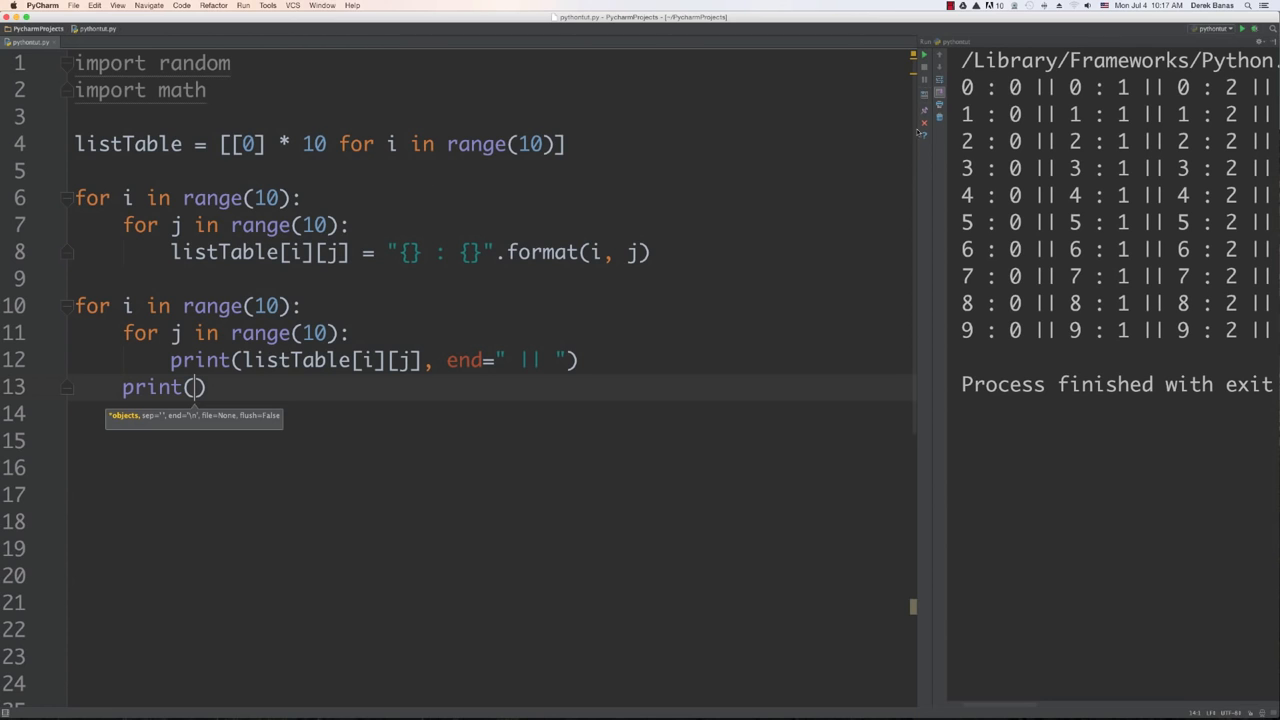 PyCharm File Edit View Navigate Code Refactor Run Tools VCS Window Help 10 Mon Jul 4 10:17 AM Derek Banas
pythontut.py - PycharmProjects - [~/PycharmProjects]
PycharmProjects pythontut.py pythontut
pythontut.py Run pythontut
1 import random
2 import math
3
4 listTable = [[0] * 10 for i in range(10)]
5
6 for i in range(10):
7 for j in range(10):
8 listTable[i][j] = "{} : {}".format(i, j)
9
10 for i in range(10):
11 for j in range(10):
12 print(listTable[i][j], end=" || ")
13 print()
*objects, sep=' ', end='\n', file=None, flush=False
14
15
16
17
18
19
20
21
22
23
24
/Library/Frameworks/Python.
0 : 0 || 0 : 1 || 0 : 2 ||
1 : 0 || 1 : 1 || 1 : 2 ||
2 : 0 || 2 : 1 || 2 : 2 ||
3 : 0 || 3 : 1 || 3 : 2 ||
4 : 0 || 4 : 1 || 4 : 2 ||
5 : 0 || 5 : 1 || 5 : 2 ||
6 : 0 || 6 : 1 || 6 : 2 ||
7 : 0 || 7 : 1 || 7 : 2 ||
8 : 0 || 8 : 1 || 8 : 2 ||
9 : 0 || 9 : 1 || 9 : 2 ||
Process finished with exit
14:1 LF÷ UTF-8÷